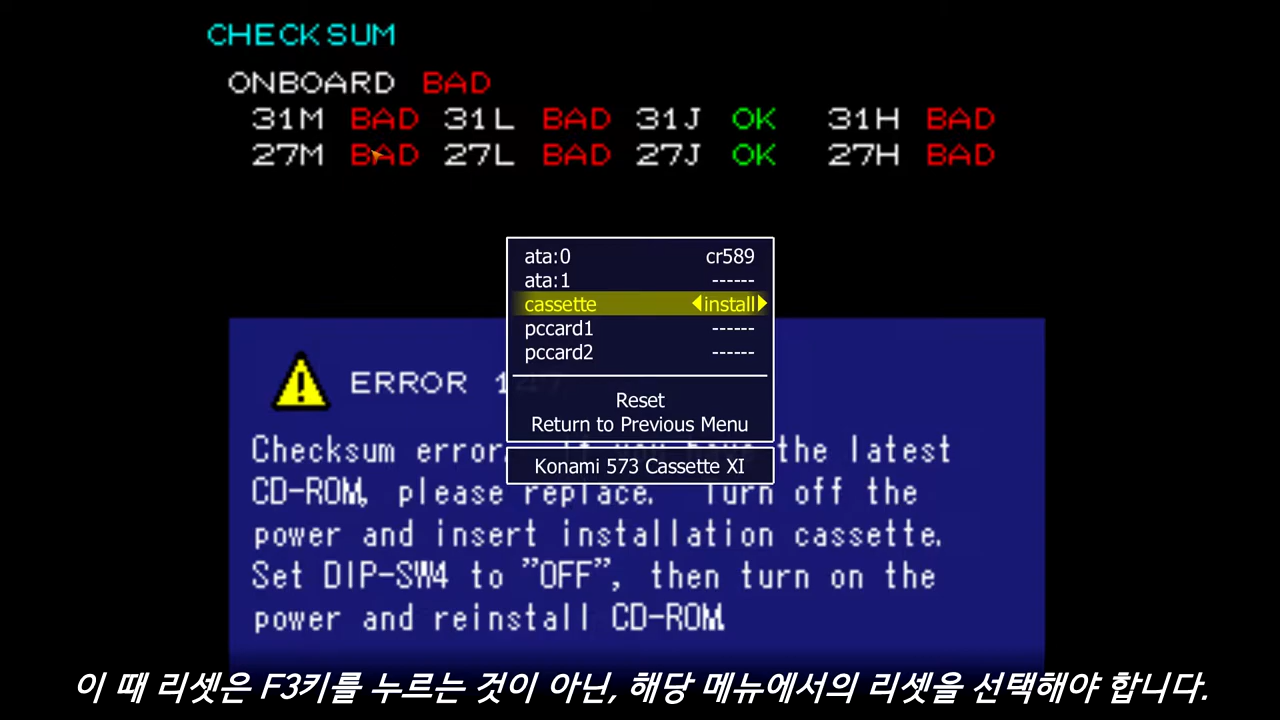 CHECKSUM
ONBOARD BAD
31M BAD 31L BAD 31J OK 31H BAD
27M BAD 27L BAD 27J OK 27H BAD
ata:0 cr589
ata:1 ------
cassette install
pccard1 ------
pccard2 ------
Reset
Return to Previous Menu
Konami 573 Cassette XI
ERROR
Checksum error. If you have the latest
CD-ROM, please replace. Turn off the
power and insert installation cassette.
Set DIP-SW4 to "OFF", then turn on the
power and reinstall CD-ROM.
이 때 리셋은 F3키를 누르는 것이 아닌, 해당 메뉴에서의 리셋을 선택해야 합니다.